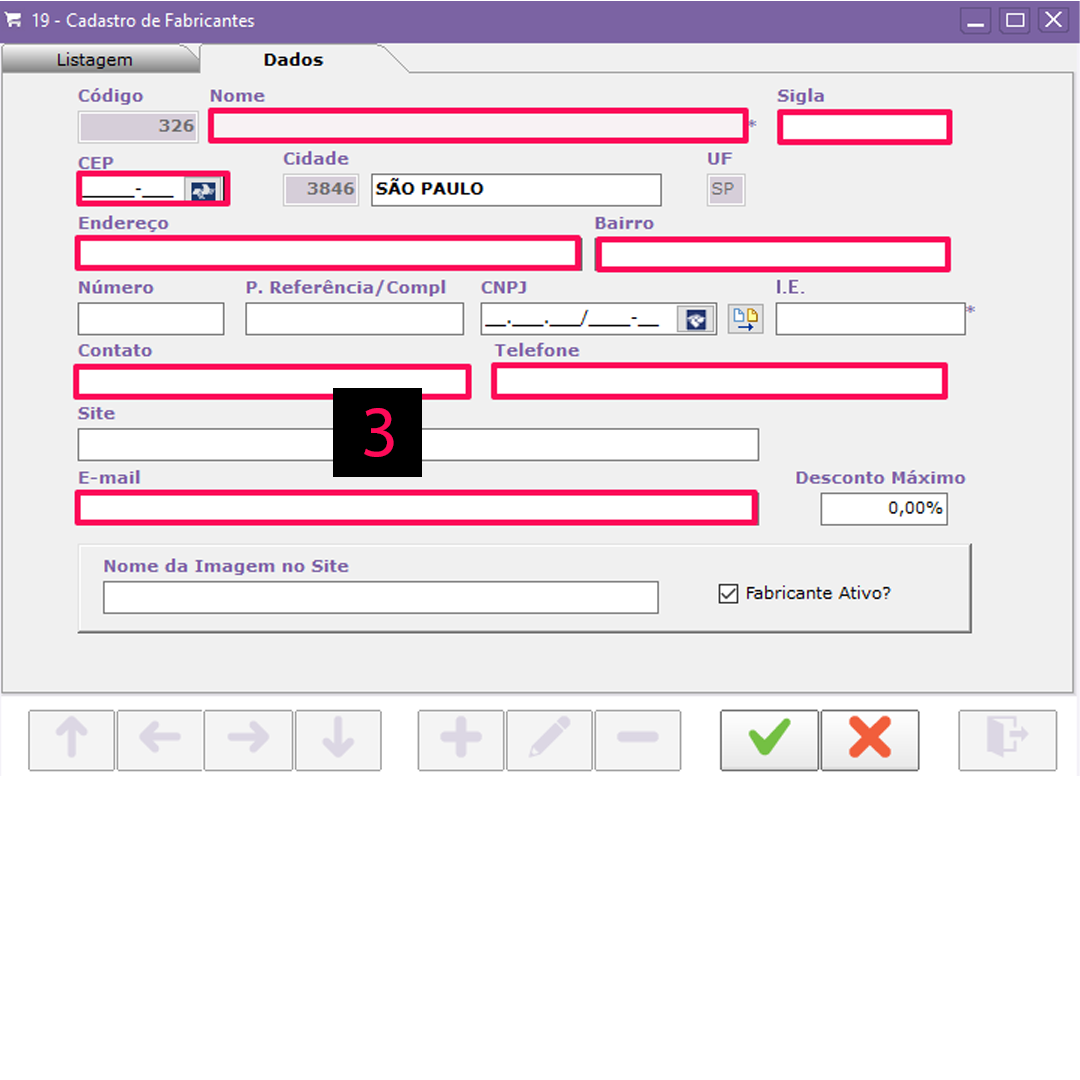 19 - Cadastro de Fabricantes
Listagem Dados
Código Nome Sigla
326 *
CEP Cidade UF
_____-___ 3846 SÃO PAULO SP
Endereço Bairro
Número P. Referência/Compl CNPJ I.E.
__.___.___/____-__ *
Contato Telefone
3
Site
E-mail Desconto Máximo
0,00%
Nome da Imagem no Site
Fabricante Ativo?